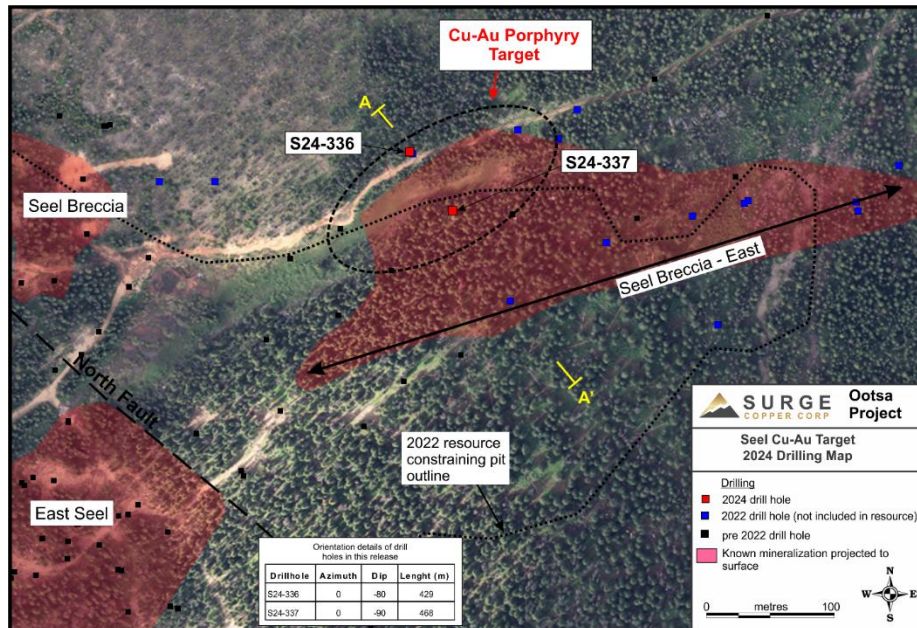 Cu-Au Porphyry
Target
A
S24-336
S24-337
Seel Breccia
Seel Breccia - East
A'
North Fault
2022 resource
constraining pit
outline
East Seel
Orientation details of drill
holes in this release
Drillhole Azimuth Dip Lenght (m)
S24-336 0 -80 429
S24-337 0 -90 468
SURGE
COPPER CORP
Ootsa
Project
Seel Cu-Au Target
2024 Drilling Map
Drilling
2024 drill hole
2022 drill hole (not included in resource)
pre 2022 drill hole
Known mineralization projected to
surface
N
W E
S
0 metres 100